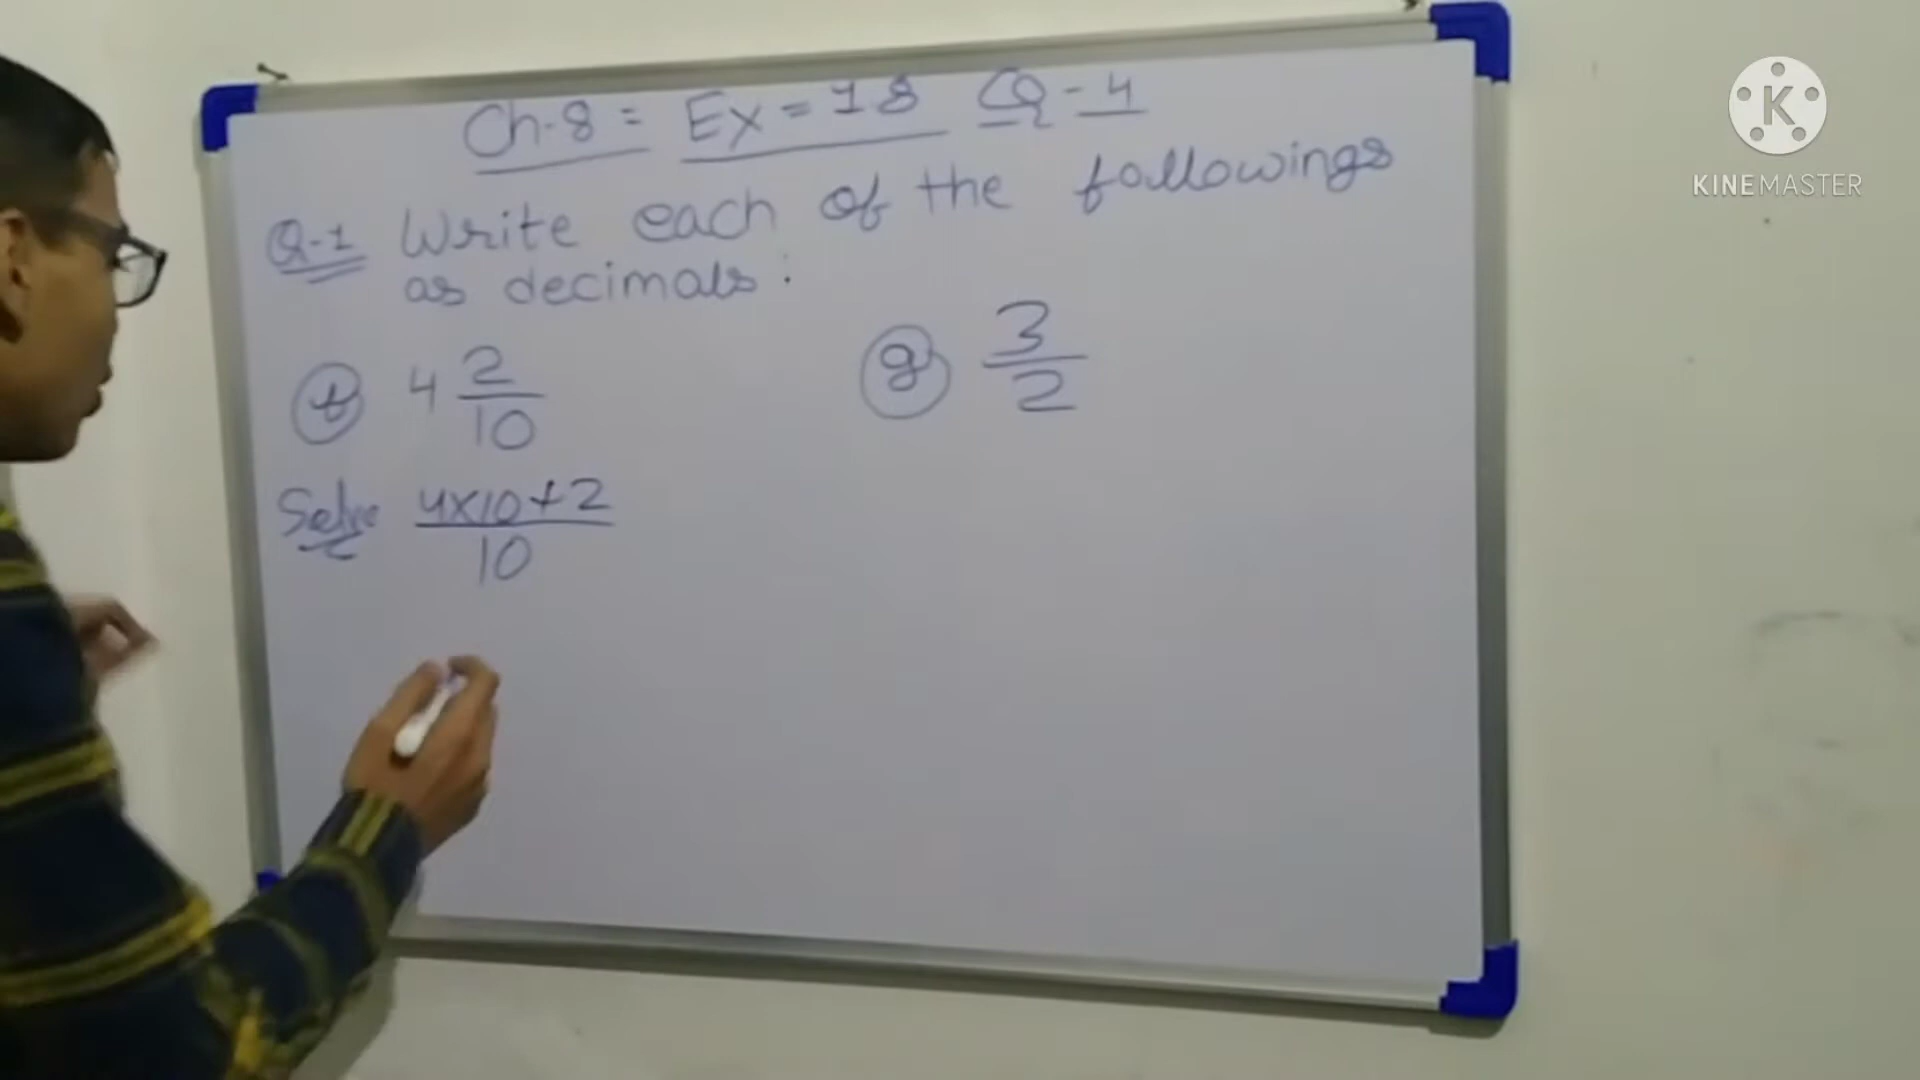 Ch-8 = Ex = 18 Q - 4
Q-1 Write each of the followings
as decimals:
f 4 2/10
g 3/2
Solve 4x10+2/10
K
KINEMASTER